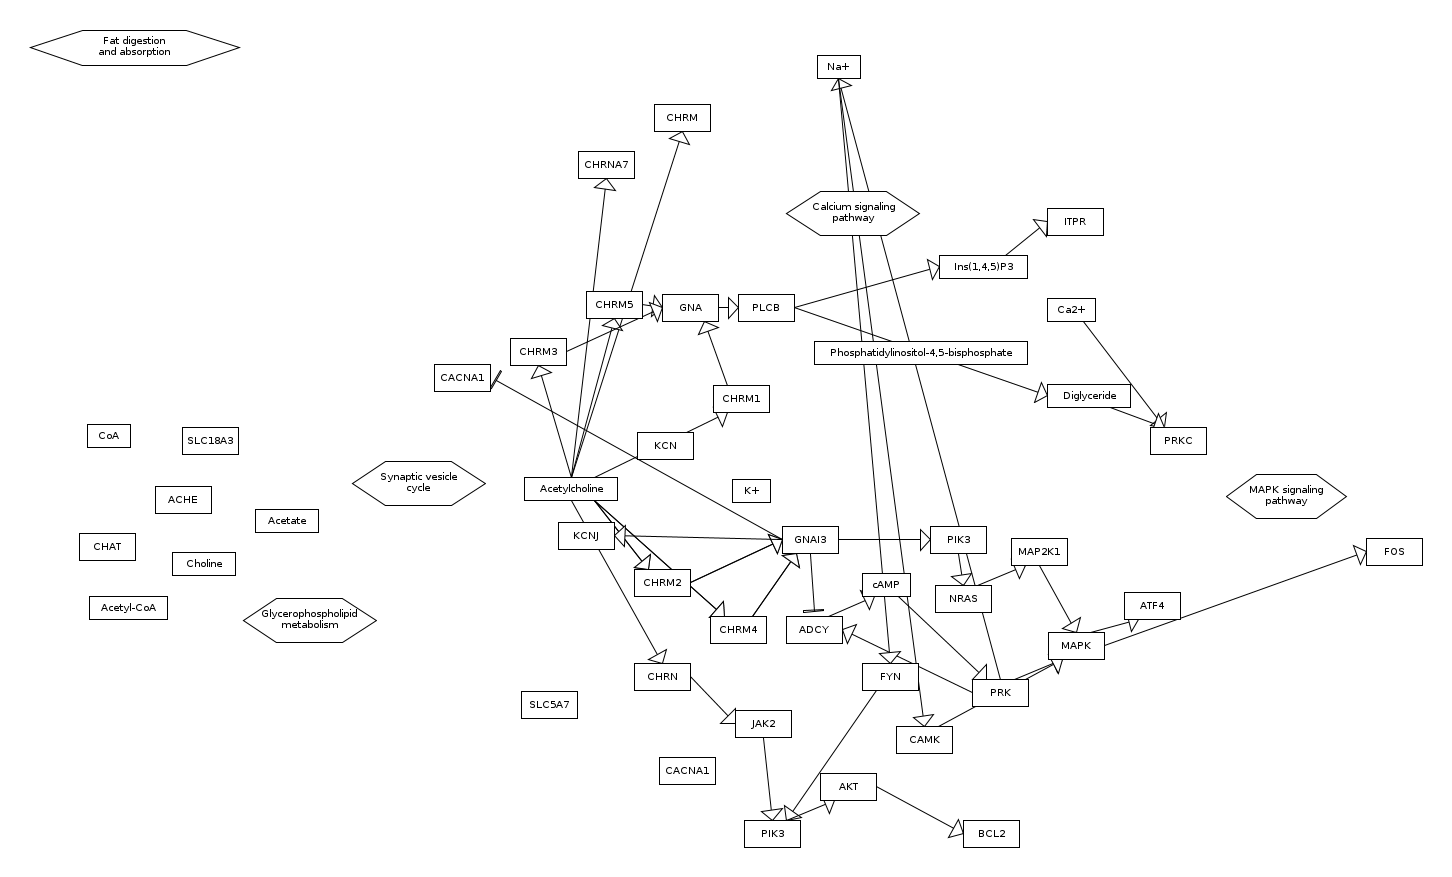 Fat digestion
and absorption
Na+
CHRM
CHRNA7
Calcium signaling
pathway
ITPR
Ins(1,4,5)P3
CHRM5
GNA
PLCB
Ca2+
CHRM3
Phosphatidylinositol-4,5-bisphosphate
CACNA1
CHRM1
Diglyceride
CoA
SLC18A3
KCN
PRKC
Synaptic vesicle
cycle
Acetylcholine
K+
MAPK signaling
pathway
ACHE
Acetate
KCNJ
GNAI3
PIK3
CHAT
MAP2K1
FOS
Choline
CHRM2
cAMP
NRAS
Acetyl-CoA
ATF4
Glycerophospholipid
metabolism
CHRM4
ADCY
MAPK
CHRN
FYN
PRK
SLC5A7
JAK2
CAMK
CACNA1
AKT
PIK3
BCL2